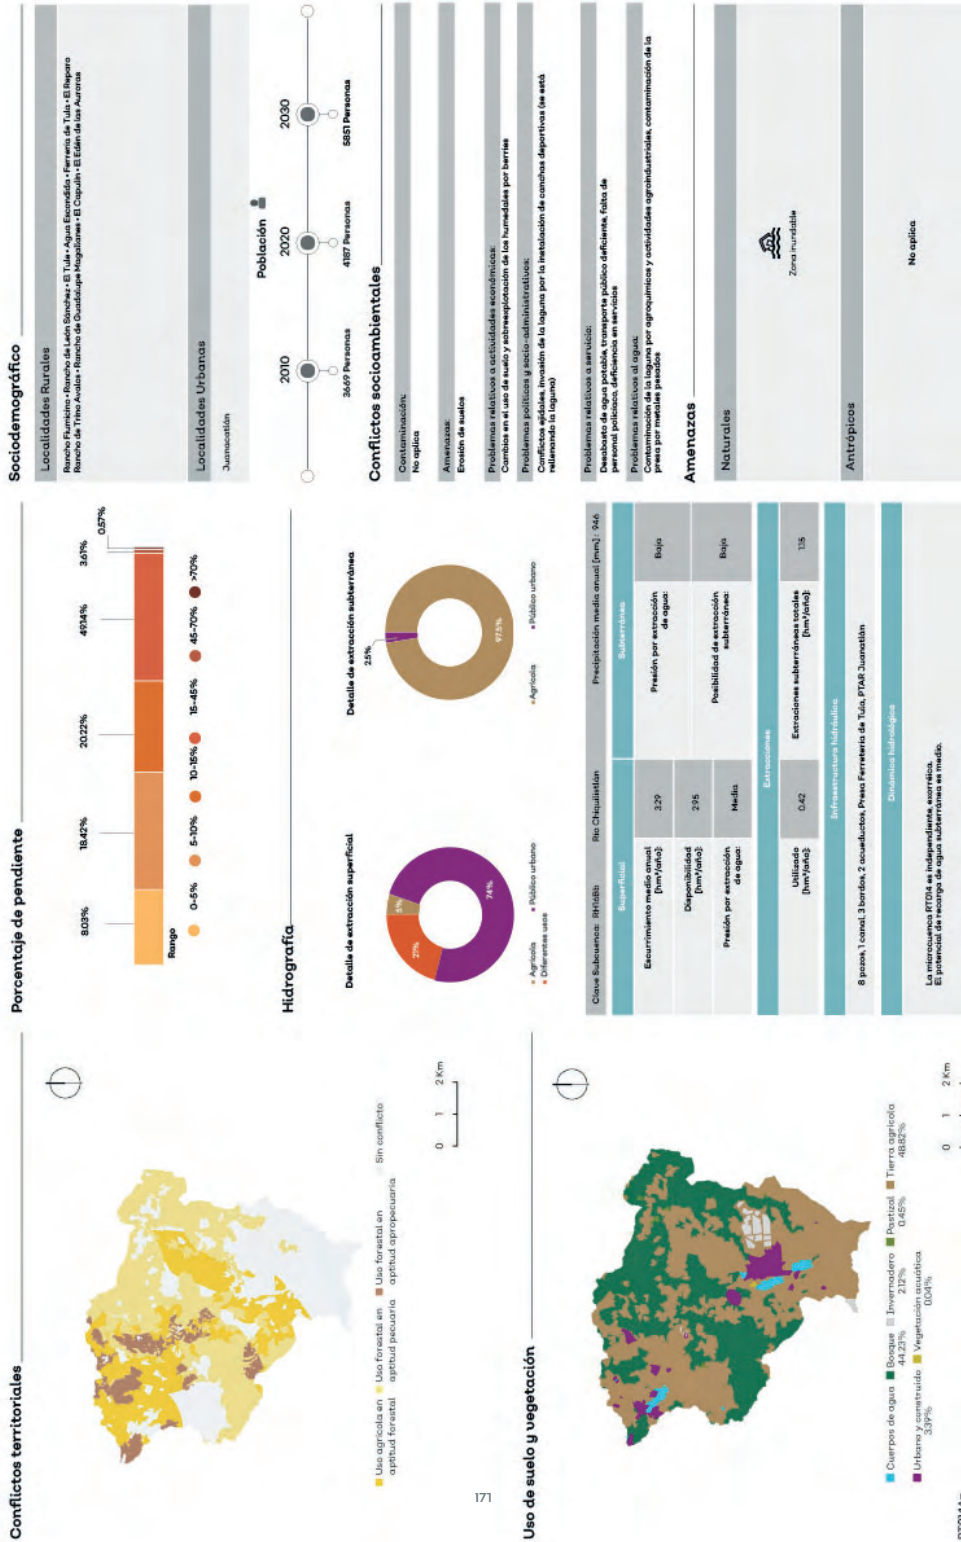 Conflictos territoriales
Uso agrícola en
aptitud forestal
Uso forestal en
aptitud pecuaria
Uso forestal en
aptitud apropecuaria
Sin conflicto
0 1 2 Km
Uso de suelo y vegetación
Cuerpos de agua
Bosque
44.23%
Invernadero
2.12%
Pastizal
0.45%
Tierra agrícola
48.82%
Urbano y construido
3.39%
Vegetación acuática
0.04%
0 1 2 Km
Porcentaje de pendiente
8.03% 18.42% 20.22% 49.14% 3.61% 0.57%
Rango
0-5% 5-10% 10-15% 15-45% 45-70% >70%
Hidrografía
Detalle de extracción superficial
21% 5% 74%
Agrícola
Público urbano
Diferentes usos
Detalle de extracción subterránea
2.5%
97.5%
Agrícola
Público urbano
Clave Subcuenca: RH16Bb Río Chiquilistlán Precipitación media anual [mm]: 946
Superficial
Subterránea
Escurrimiento medio anual
[hm³/año]:
3.29
Disponibilidad
[hm³/año]:
2.95
Presión por extracción
de agua:
Media
Presión por extracción
de agua:
Baja
Posibilidad de extracción
subterránea:
Baja
Extracciones
Utilizado
[hm³/año]:
0.42
Extraciones subterráneas totales
[hm³/año]:
1.15
Infraestructura hidráulica
8 pozos, 1 canal, 3 bordos, 2 acueductos, Presa Ferretería de Tula, PTAR Juanatlán
Dinámica hidrológica
La microcuenca RT014 es independiente, exorréica.
El potencial de recarga de agua subterránea es medio.
Sociodemográfico
Localidades Rurales
Rancho Fiumicino • Rancho de León Sánchez • El Tule • Agua Escondida • Ferrería de Tula • El Reparo
Rancho de Trino Avalos • Rancho de Guadalupe Magallanes • El Capulín • El Edén de las Auroras
Localidades Urbanas
Juanacatlán
Población
2010 2020 2030
3669 Personas 4187 Personas 5851 Personas
Conflictos socioambientales
Contaminación:
No aplica
Amenazas:
Erosión de suelos
Problemas relativos a actividades económicas:
Cambios en el uso de suelo y sobreexplotación de los humedales por berries
Problemas políticos y socio-administrativos:
Conflictos ejidales, invasión de la laguna por la instalación de canchas deportivas (se está
rellenando la laguna)
Problemas relativos a servicio:
Desabasto de agua potable, transporte público deficiente, falta de
personal policíaco, deficiencia en servicios
Problemas relativos al agua:
Contaminación de la laguna por agroquímicos y actividades agroindustriales, contaminación de la
presa por metales pesados
Amenazas
Naturales
Zona inundable
Antrópicos
No aplica
171